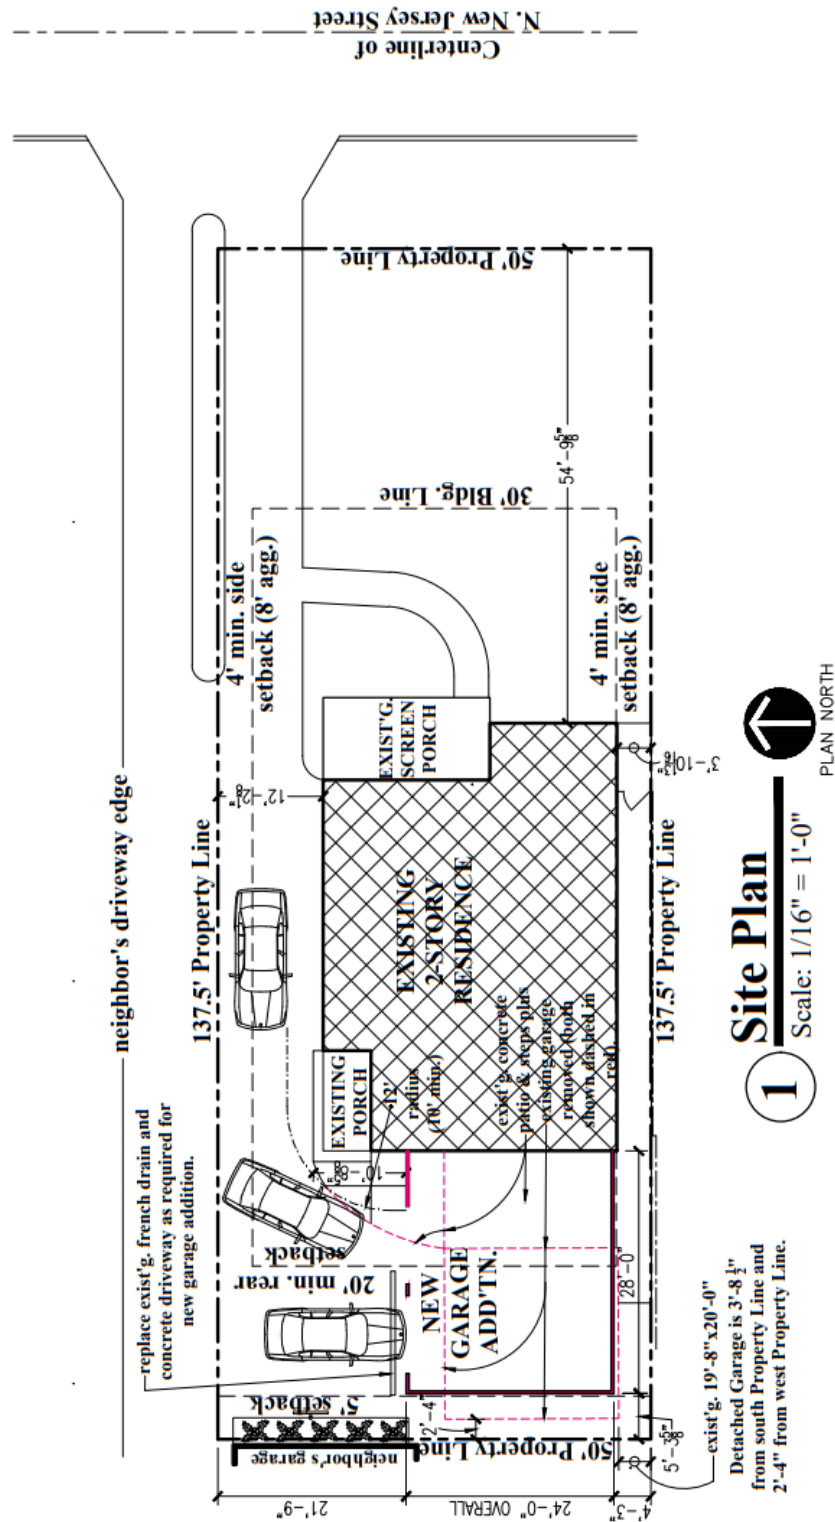 N. New Jersey Street
Centerline of
50' Property Line
54'-9⅝"
30' Bldg. Line
4' min. side
setback (8' agg.)
4' min. side
setback (8' agg.)
EXIST'G.
SCREEN
PORCH
neighbor's driveway edge
137.5' Property Line
12'-2⅛"
3'-10 13/16"
EXISTING
2-STORY
RESIDENCE
137.5' Property Line
EXISTING
PORCH
12'
radius
(10' min.)
exist'g. concrete
patio & steps plus
existing garage
removed (both
shown dashed in
red)
replace exist'g. french drain and
concrete driveway as required for
new garage addition.
10'-8⅝"
20' min. rear
setback
NEW
GARAGE
ADD'TN.
28'-0
5'
setback
2'-4"
neighbor's garage
50' Property Line
5'-3⅝"
21'-9"
24'-0" OVERALL
4'-3"
exist'g. 19'-8"x20'-0"
Detached Garage is 3'-8 ½"
from south Property Line and
2'-4" from west Property Line.
1
Site Plan
Scale: 1/16" = 1'-0"
PLAN NORTH